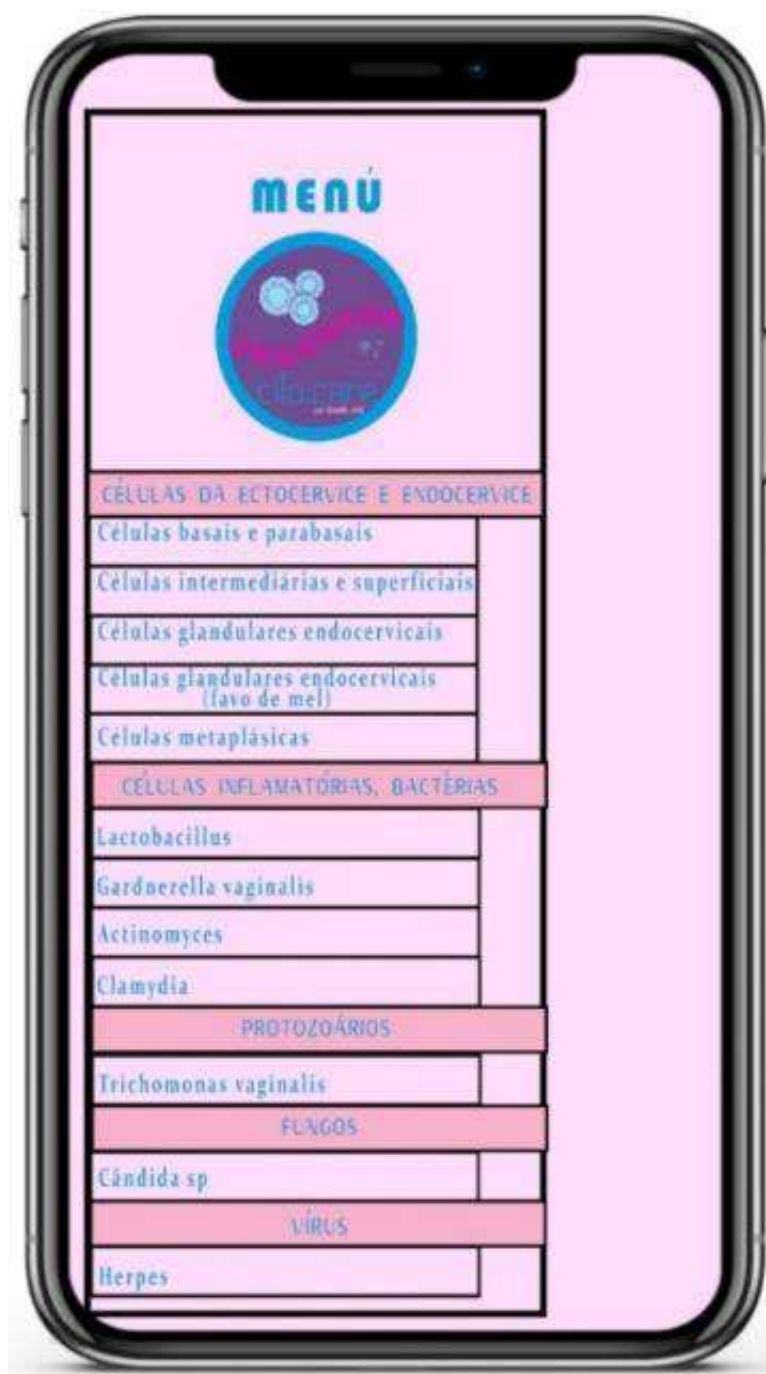 MENÚ
cito.care
CÉLULAS DA ECTOCERVICE E ENDOCERVICE
Células basais e parabasais
Células intermediárias e superficiais
Células glandulares endocervicais
Células glandulares endocervicais
(favo de mel)
Células metaplásicas
CÉLULAS INFLAMATÓRIAS, BACTÉRIAS
Lactobacillus
Gardnerella vaginalis
Actinomyces
Clamydia
PROTOZOÁRIOS
Trichomonas vaginalis
FUNGOS
Cândida sp
VÍRUS
Herpes